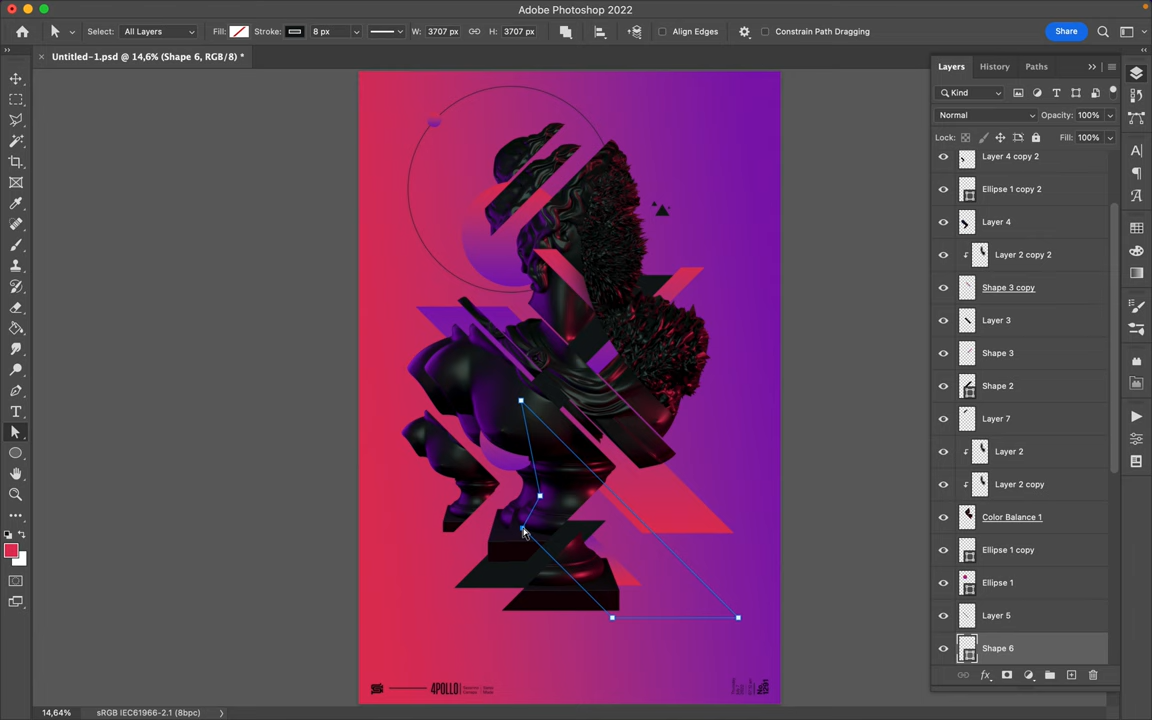 Adobe Photoshop 2022
Select: All Layers Fill: Stroke: 8 px W: 3707 px H: 3707 px Align Edges Constrain Path Dragging Share
Untitled-1.psd @ 14,6% (Shape 6, RGB/8) *
Layers History Paths
Kind
Normal Opacity: 100%
Lock: Fill: 100%
Layer 4 copy 2
Ellipse 1 copy 2
Layer 4
Layer 2 copy 2
Shape 3 copy
Layer 3
Shape 3
Shape 2
Layer 7
Layer 2
Layer 2 copy
Color Balance 1
Ellipse 1 copy
Ellipse 1
Layer 5
Shape 6
4POLLO
14,64% sRGB IEC61966-2.1 (8bpc)